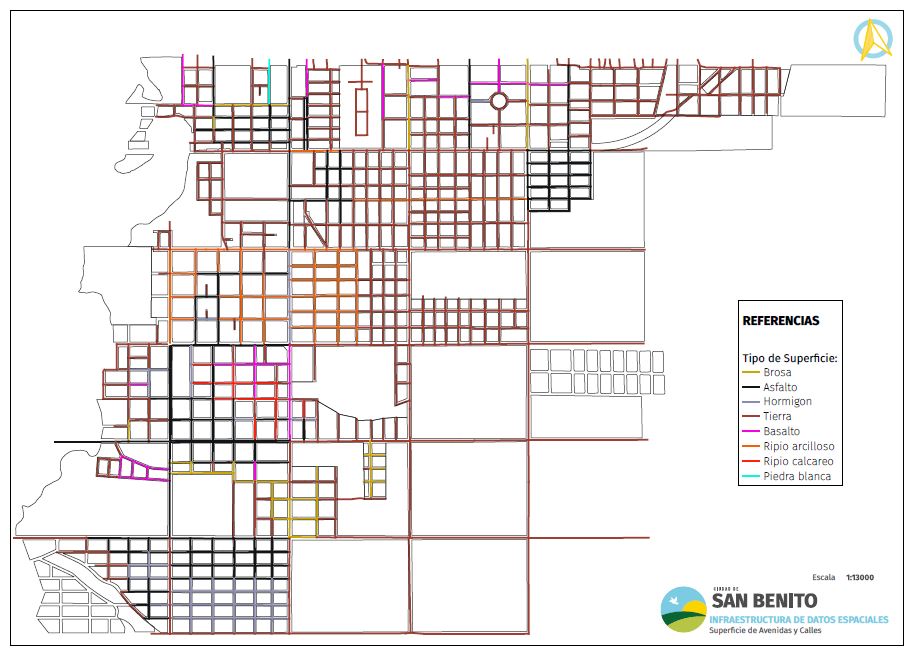 REFERENCIAS
Tipo de Superficie:
Brosa
Asfalto
Hormigon
Tierra
Basalto
Ripio arcilloso
Ripio calcareo
Piedra blanca
Escala 1:13000
CIUDAD DE
SAN BENITO
INFRAESTRUCTURA DE DATOS ESPACIALES
Superficie de Avenidas y Calles